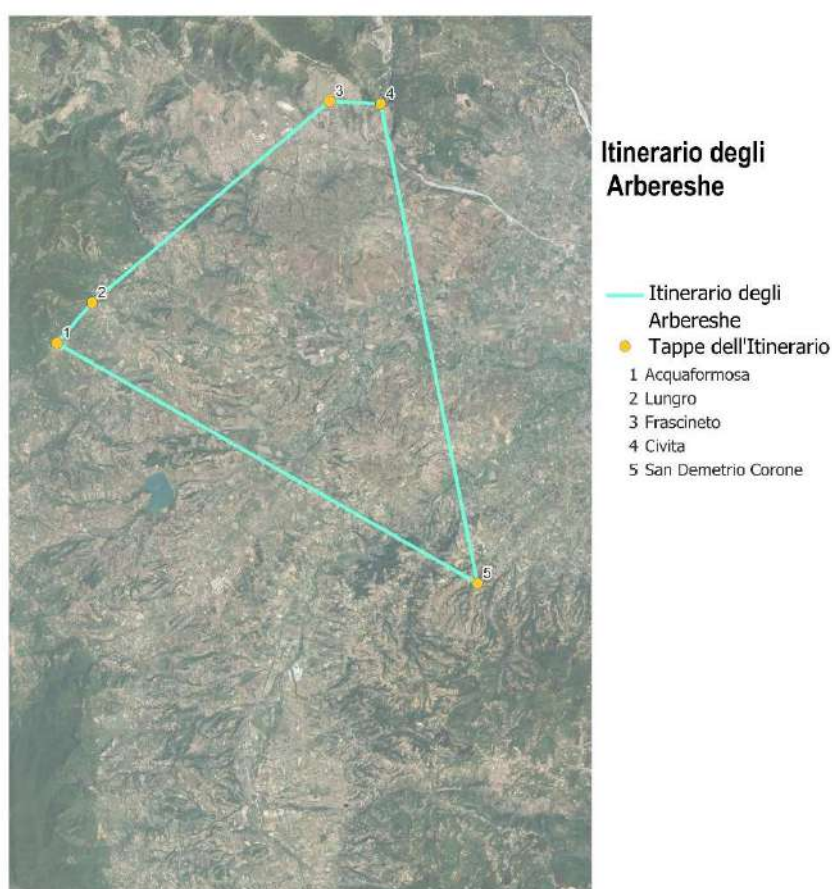 3
4
2
1
5
Itinerario degli
Arbereshe
Itinerario degli
Arbereshe
Tappe dell'Itinerario
1 Acquaformosa
2 Lungro
3 Frascineto
4 Civita
5 San Demetrio Corone